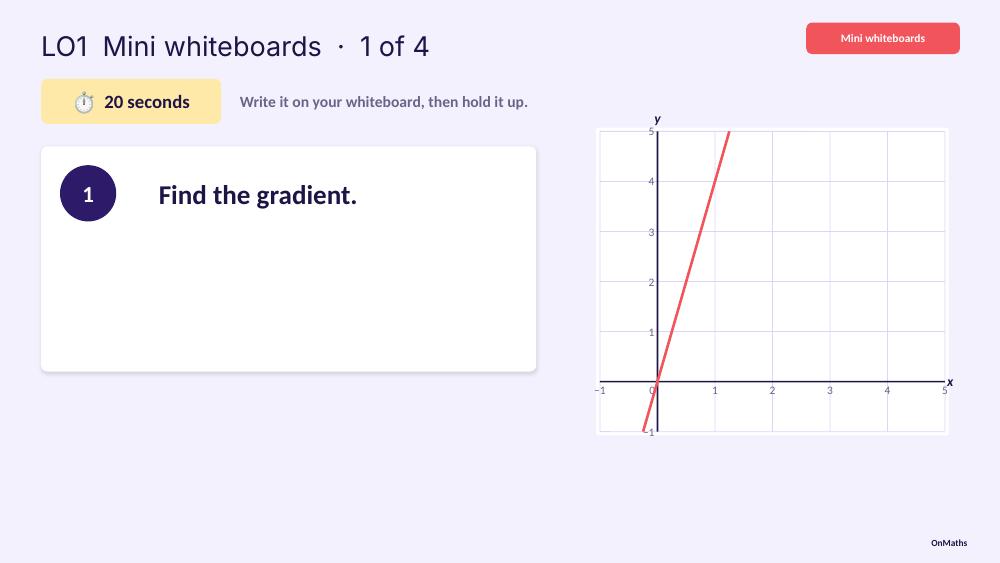 LO1 Mini whiteboards · 1 of 4
Mini whiteboards
⏱️ 20 seconds
Write it on your whiteboard, then hold it up.
1 Find the gradient.
y
5
4
3
2
1
−1 0 1 2 3 4 5 x
−1
OnMaths